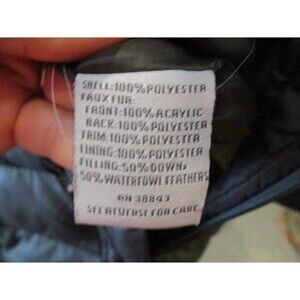 SHELL:100%POLYESTER
FAUX FUR:
FRONT:100%ACRYLIC
BACK:100%POLYESTER
TRIM:100%POLYESTER
LINING:100%POLYESTER
FILLING:50%DOWN,
50%WATERFOWL FEATHERS
RN 38843
SEE REVERSE FOR CARE